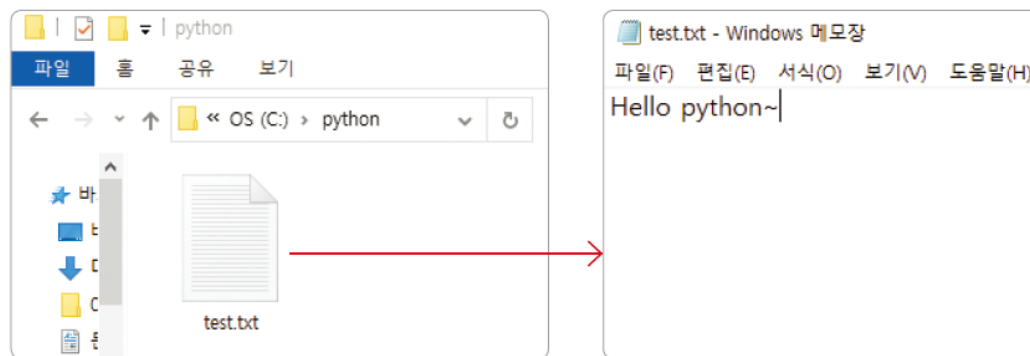 python
파일 홈 공유 보기
« OS (C:) › python
바
test.txt
test.txt - Windows 메모장
파일(F) 편집(E) 서식(O) 보기(V) 도움말(H)
Hello python~